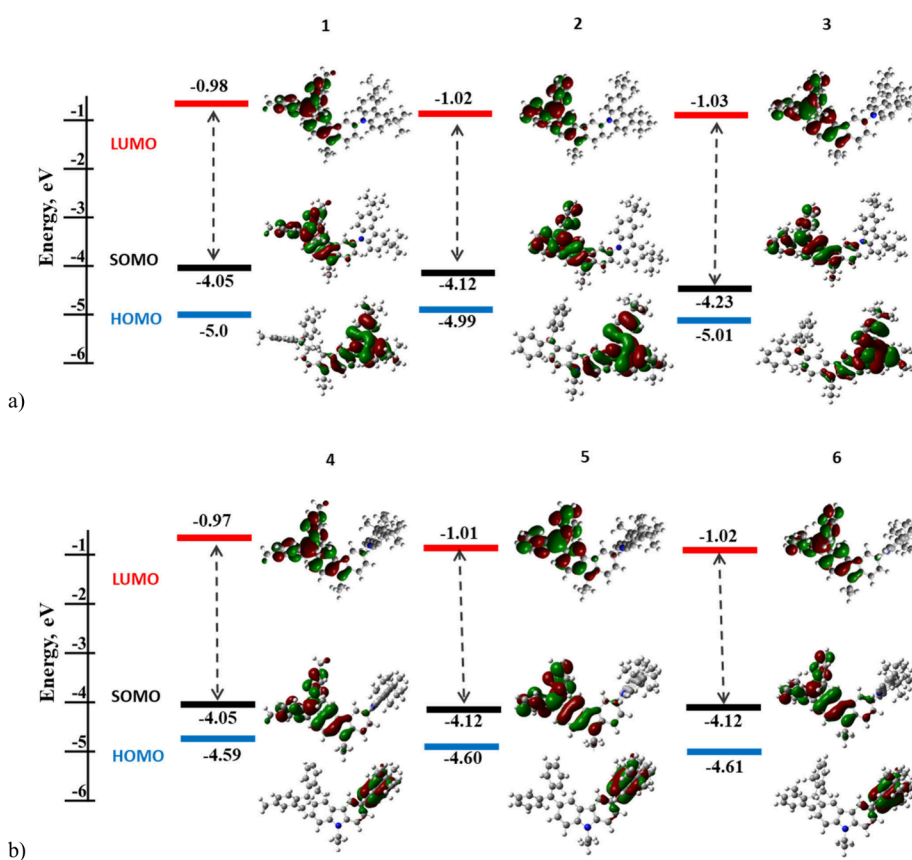 1 2 3
-0.98 -1.02 -1.03
-1
LUMO
-2
Energy, eV
-3
SOMO
-4
-4.05 -4.12 -4.23
HOMO
-5
-5.0 -4.99 -5.01
-6
a)
4 5 6
-0.97 -1.01 -1.02
-1
LUMO
-2
Energy, eV
-3
SOMO
-4
-4.05 -4.12 -4.12
HOMO
-5
-4.59 -4.60 -4.61
-6
b)